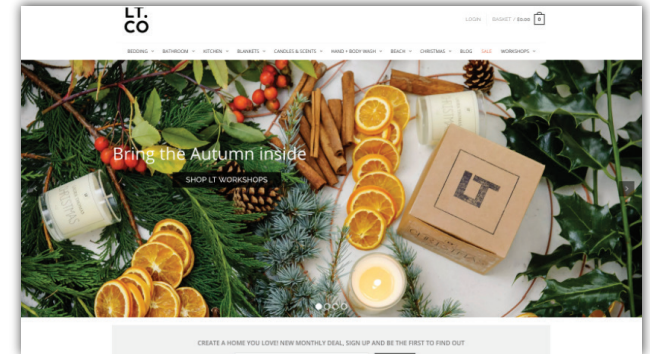 LT.
CO
LOGIN BASKET / £0.00 0
BEDDING BATHROOM KITCHEN BLANKETS CANDLES & SCENTS HAND + BODY WASH BEACH CHRISTMAS BLOG SALE WORKSHOPS
Bring the Autumn inside
SHOP LT WORKSHOPS
LT
CREATE A HOME YOU LOVE! NEW MONTHLY DEAL, SIGN UP AND BE THE FIRST TO FIND OUT